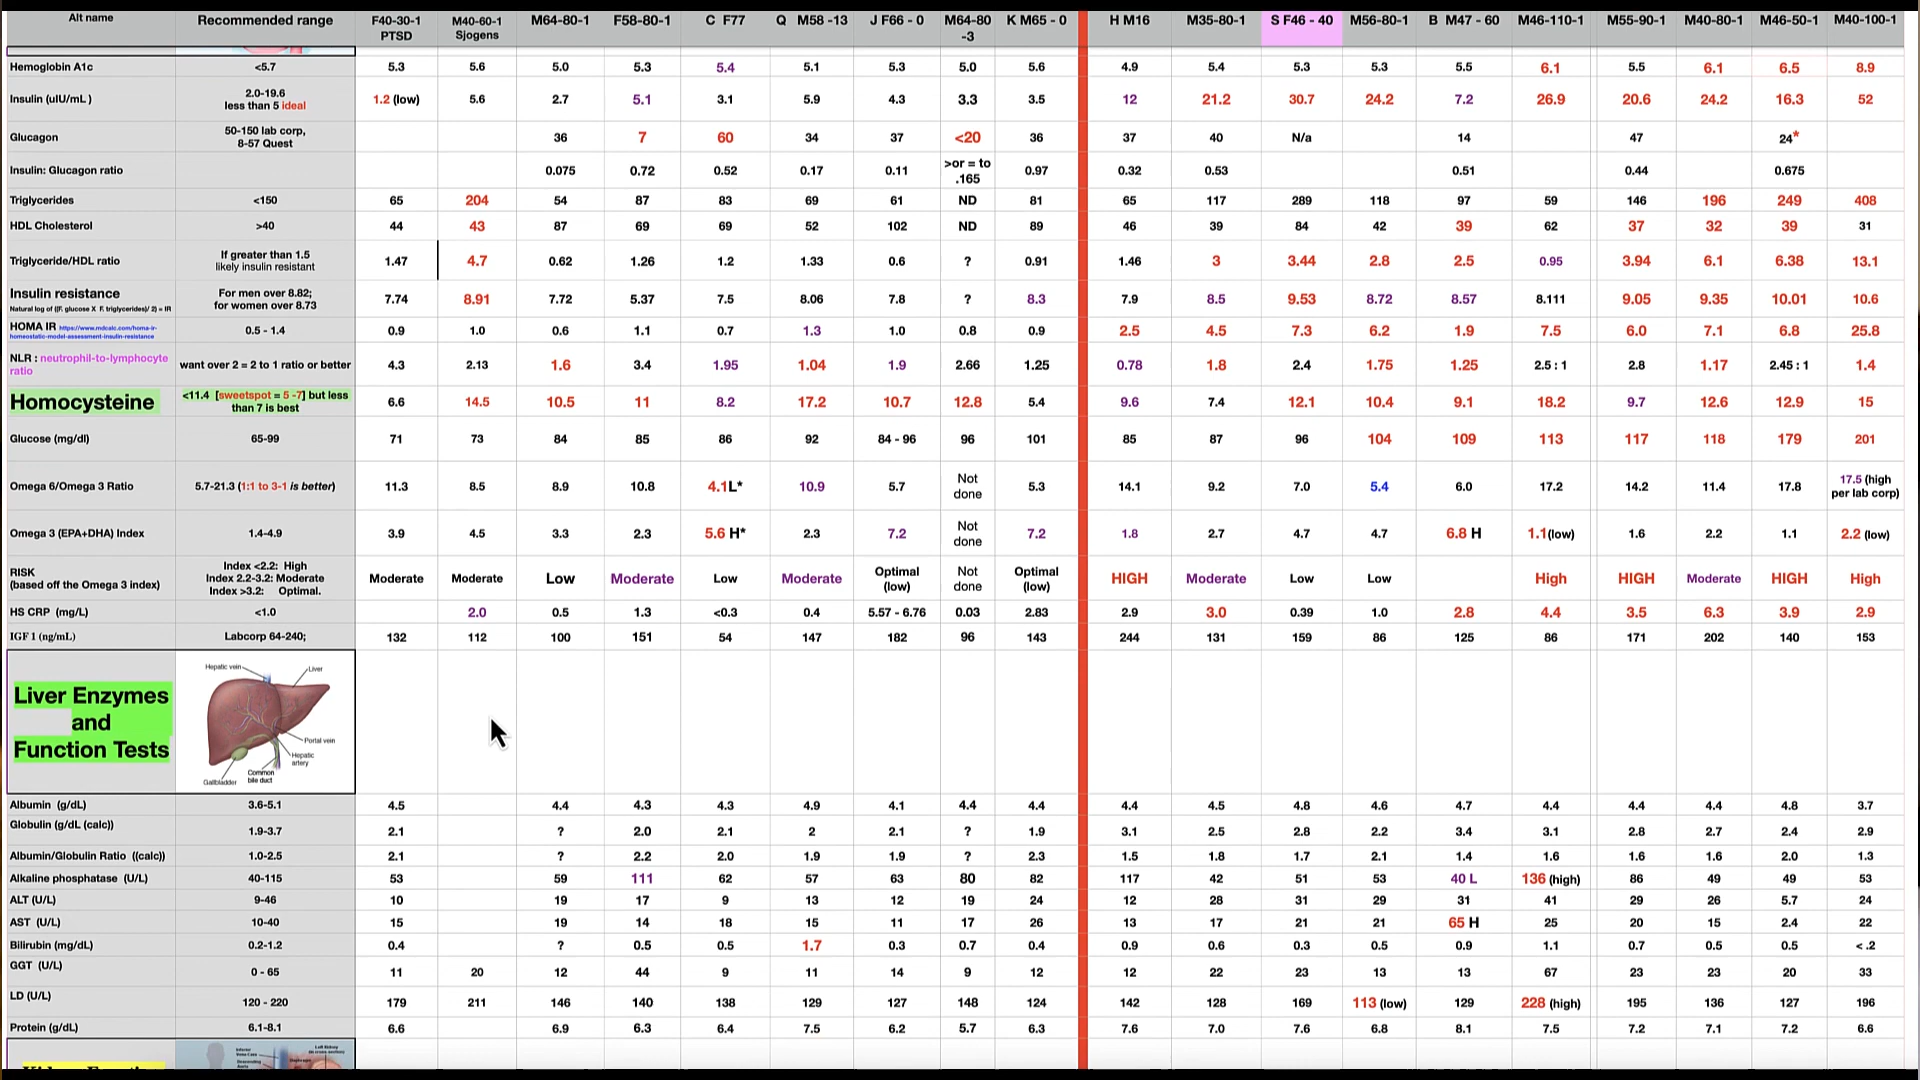 Alt name Recommended range F40-30-1 PTSD M40-60-1 Sjogens M64-80-1 F58-80-1 C F77 Q M58 -13 J F66 - 0 M64-80 -3 K M65 - 0 H M16 M35-80-1 S F46 - 40 M56-80-1 B M47 - 60 M46-110-1 M55-90-1 M40-80-1 M46-50-1 M40-100-1
Hemoglobin A1c <5.7 5.3 5.6 5.0 5.3 5.4 5.1 5.3 5.0 5.6 4.9 5.4 5.3 5.3 5.5 6.1 5.5 6.1 6.5 8.9
Insulin (uIU/mL ) 2.0-19.6 less than 5 ideal 1.2 (low) 5.6 2.7 5.1 3.1 5.9 4.3 3.3 3.5 12 21.2 30.7 24.2 7.2 26.9 20.6 24.2 16.3 52
Glucagon 50-150 lab corp, 8-57 Quest 36 7 60 34 37 <20 36 37 40 N/a 14 47 24*
Insulin: Glucagon ratio 0.075 0.72 0.52 0.17 0.11 >or = to .165 0.97 0.32 0.53 0.51 0.44 0.675
Triglycerides <150 65 204 54 87 83 69 61 ND 81 65 117 289 118 97 59 146 196 249 408
HDL Cholesterol >40 44 43 87 69 69 52 102 ND 89 46 39 84 42 39 62 37 32 39 31
Triglyceride/HDL ratio If greater than 1.5 likely insulin resistant 1.47 4.7 0.62 1.26 1.2 1.33 0.6 ? 0.91 1.46 3 3.44 2.8 2.5 0.95 3.94 6.1 6.38 13.1
Insulin resistance Natural log of ((F. glucose X F. triglycerides)/ 2) = IR For men over 8.82; for women over 8.73 7.74 8.91 7.72 5.37 7.5 8.06 7.8 ? 8.3 7.9 8.5 9.53 8.72 8.57 8.111 9.05 9.35 10.01 10.6
HOMA IR https://www.mdcalc.com/homa-ir-homeostatic-model-assessment-insulin-resistance 0.5 - 1.4 0.9 1.0 0.6 1.1 0.7 1.3 1.0 0.8 0.9 2.5 4.5 7.3 6.2 1.9 7.5 6.0 7.1 6.8 25.8
NLR : neutrophil-to-lymphocyte ratio want over 2 = 2 to 1 ratio or better 4.3 2.13 1.6 3.4 1.95 1.04 1.9 2.66 1.25 0.78 1.8 2.4 1.75 1.25 2.5 : 1 2.8 1.17 2.45 : 1 1.4
Homocysteine <11.4 [sweetspot = 5 -7] but less than 7 is best 6.6 14.5 10.5 11 8.2 17.2 10.7 12.8 5.4 9.6 7.4 12.1 10.4 9.1 18.2 9.7 12.6 12.9 15
Glucose (mg/dl) 65-99 71 73 84 85 86 92 84 - 96 96 101 85 87 96 104 109 113 117 118 179 201
Omega 6/Omega 3 Ratio 5.7-21.3 (1:1 to 3-1 is better) 11.3 8.5 8.9 10.8 4.1L* 10.9 5.7 Not done 5.3 14.1 9.2 7.0 5.4 6.0 17.2 14.2 11.4 17.8 17.5 (high per lab corp)
Omega 3 (EPA+DHA) Index 1.4-4.9 3.9 4.5 3.3 2.3 5.6 H* 2.3 7.2 Not done 7.2 1.8 2.7 4.7 4.7 6.8 H 1.1(low) 1.6 2.2 1.1 2.2 (low)
RISK (based off the Omega 3 index) Index <2.2: High Index 2.2-3.2: Moderate Index >3.2: Optimal. Moderate Moderate Low Moderate Low Moderate Optimal (low) Not done Optimal (low) HIGH Moderate Low Low High HIGH Moderate HIGH High
HS CRP (mg/L) <1.0 2.0 0.5 1.3 <0.3 0.4 5.57 - 6.76 0.03 2.83 2.9 3.0 0.39 1.0 2.8 4.4 3.5 6.3 3.9 2.9
IGF 1 (ng/mL) Labcorp 64-240; 132 112 100 151 54 147 182 96 143 244 131 159 86 125 86 171 202 140 153
Liver Enzymes
and
Function Tests
Hepatic vein
Liver
Portal vein
Hepatic artery
Common bile duct
Gallbladder
Albumin (g/dL) 3.6-5.1 4.5 4.4 4.3 4.3 4.9 4.1 4.4 4.4 4.4 4.5 4.8 4.6 4.7 4.4 4.4 4.4 4.8 3.7
Globulin (g/dL (calc)) 1.9-3.7 2.1 ? 2.0 2.1 2 2.1 ? 1.9 3.1 2.5 2.8 2.2 3.4 3.1 2.8 2.7 2.4 2.9
Albumin/Globulin Ratio ((calc)) 1.0-2.5 2.1 ? 2.2 2.0 1.9 1.9 ? 2.3 1.5 1.8 1.7 2.1 1.4 1.6 1.6 1.6 2.0 1.3
Alkaline phosphatase (U/L) 40-115 53 59 111 62 57 63 80 82 117 42 51 53 40 L 136 (high) 86 49 49 53
ALT (U/L) 9-46 10 19 17 9 13 12 19 24 12 28 31 29 31 41 29 26 5.7 24
AST (U/L) 10-40 15 19 14 18 15 11 17 26 13 17 21 21 65 H 25 20 15 2.4 22
Bilirubin (mg/dL) 0.2-1.2 0.4 ? 0.5 0.5 1.7 0.3 0.7 0.4 0.9 0.6 0.3 0.5 0.9 1.1 0.7 0.5 0.5 < .2
GGT (U/L) 0 - 65 11 20 12 44 9 11 14 9 12 12 22 23 13 13 67 23 23 20 33
LD (U/L) 120 - 220 179 211 146 140 138 129 127 148 124 142 128 169 113 (low) 129 228 (high) 195 136 127 196
Protein (g/dL) 6.1-8.1 6.6 6.9 6.3 6.4 7.5 6.2 5.7 6.3 7.6 7.0 7.6 6.8 8.1 7.5 7.2 7.1 7.2 6.6